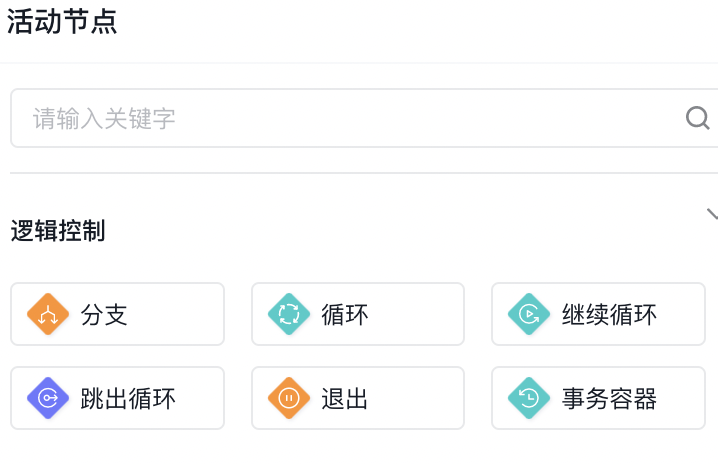 活动节点
请输入关键字
逻辑控制
分支
循环
继续循环
跳出循环
退出
事务容器